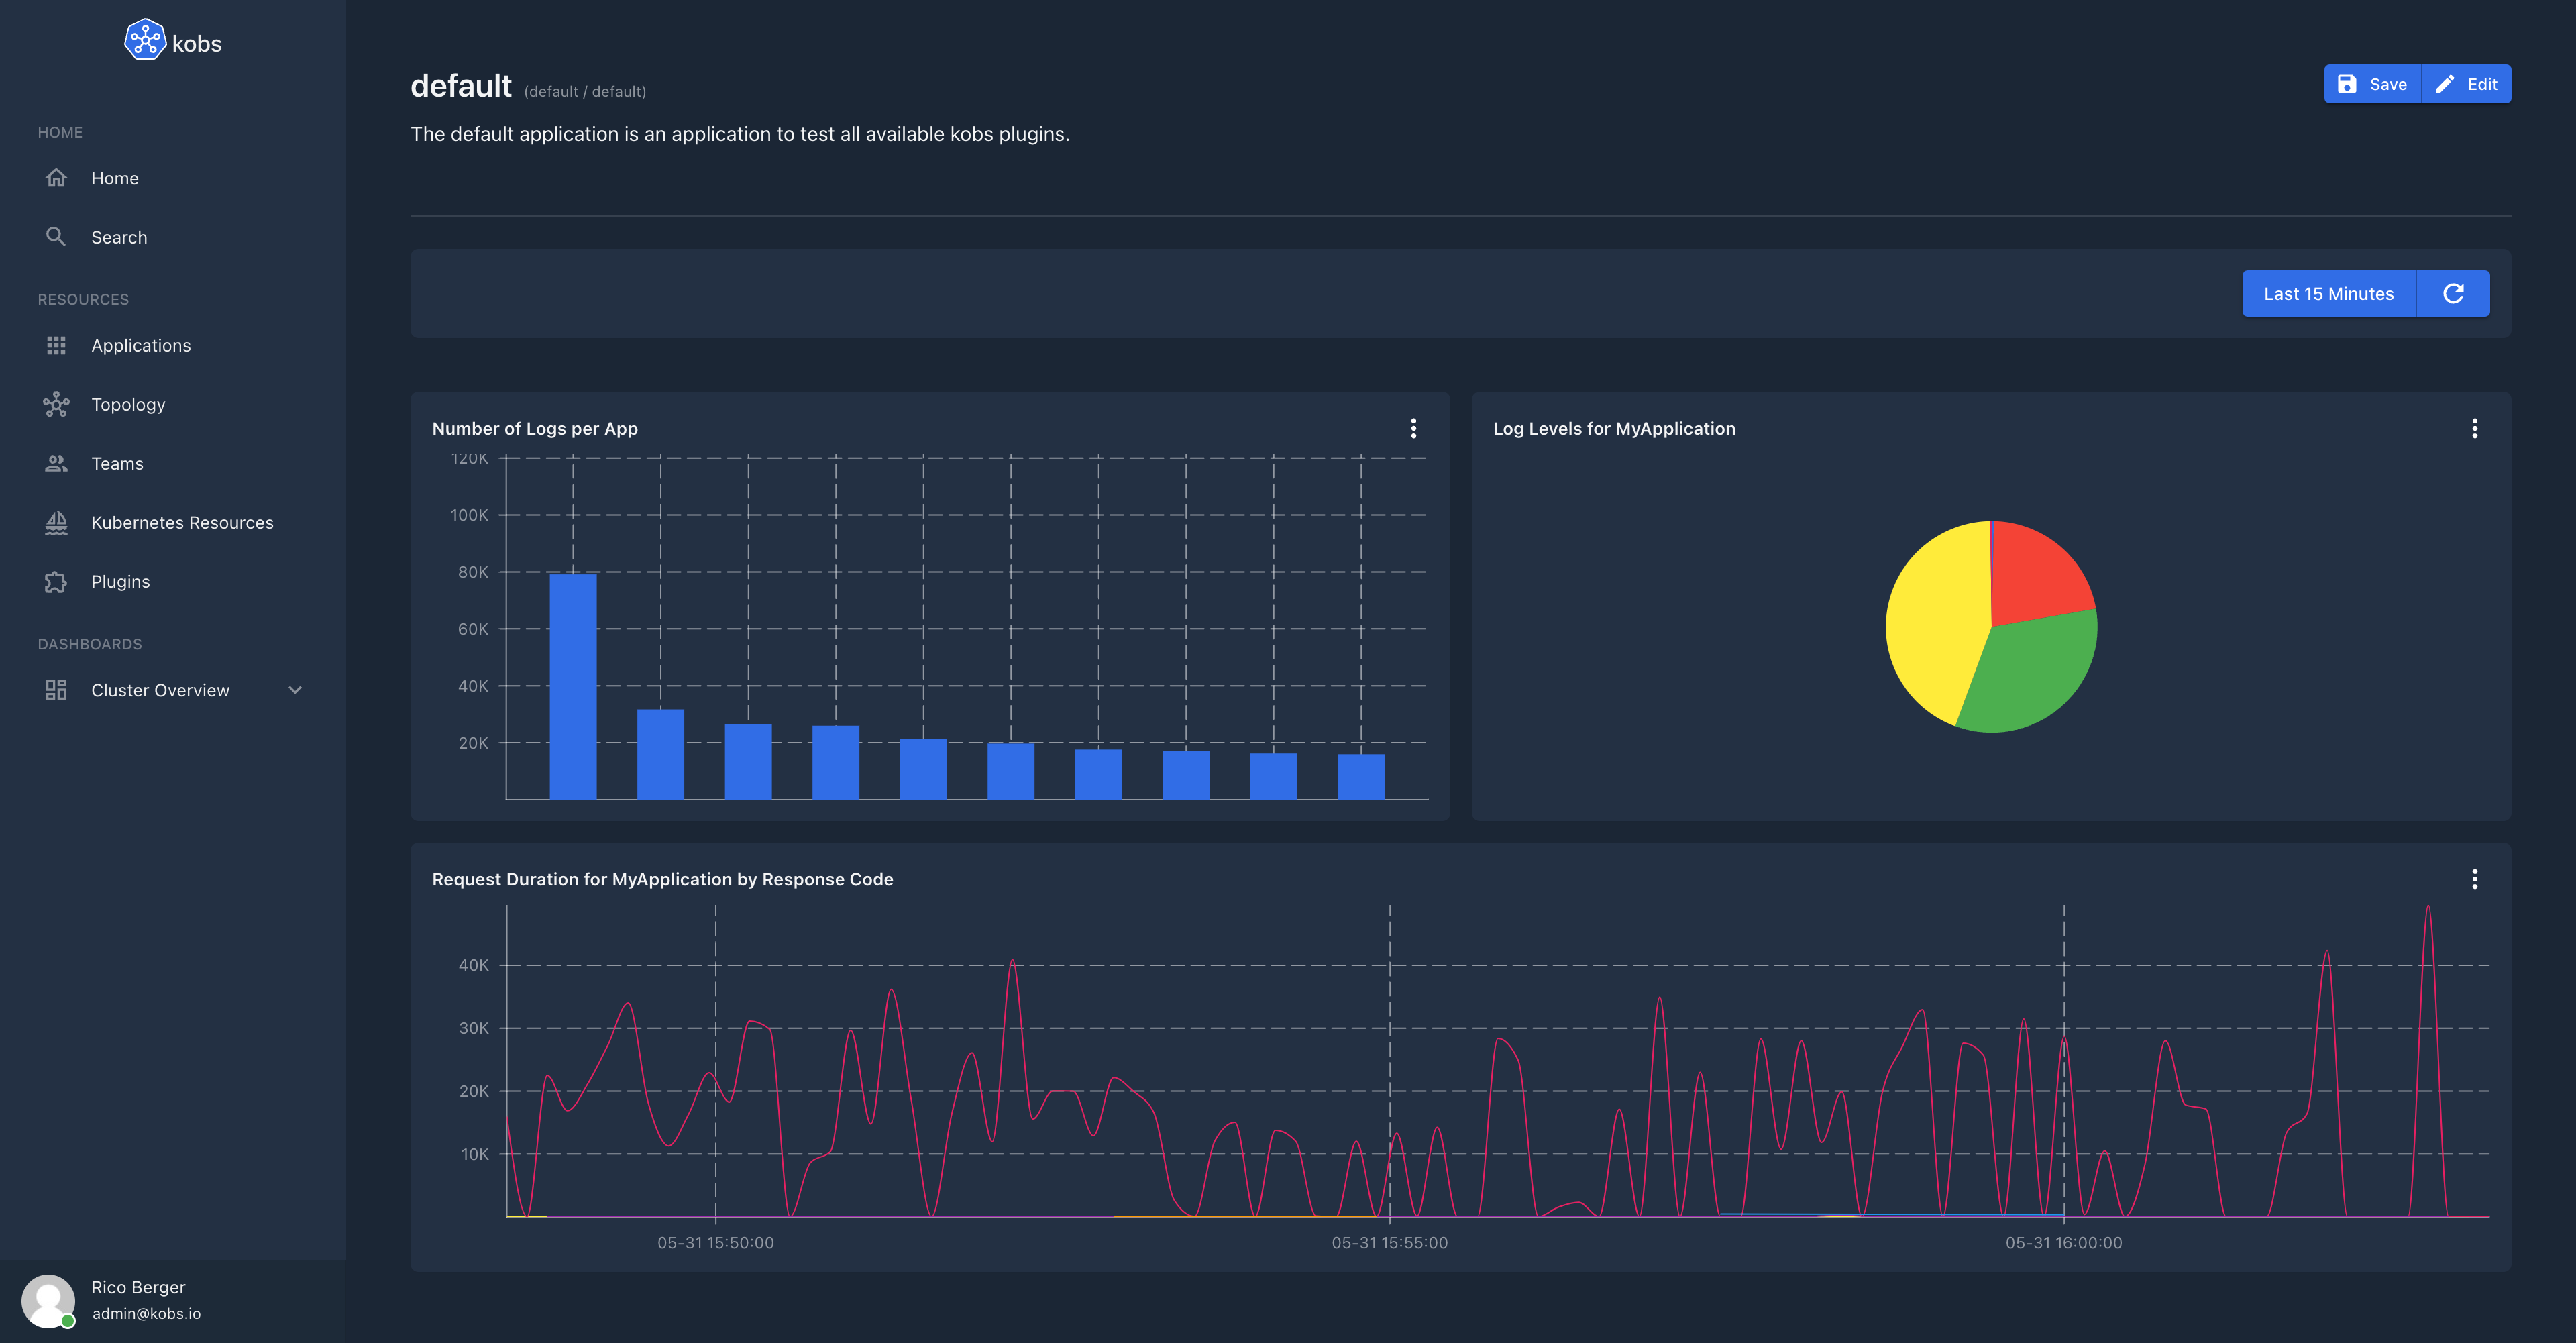 kobs
HOME
Home
Search
RESOURCES
Applications
Topology
Teams
Kubernetes Resources
Plugins
DASHBOARDS
Cluster Overview
Rico Berger
admin@kobs.io
default (default / default)
Save
Edit
The default application is an application to test all available kobs plugins.
Last 15 Minutes
Number of Logs per App
120K
100K
80K
60K
40K
20K
Log Levels for MyApplication
Request Duration for MyApplication by Response Code
40K
30K
20K
10K
05-31 15:50:00
05-31 15:55:00
05-31 16:00:00